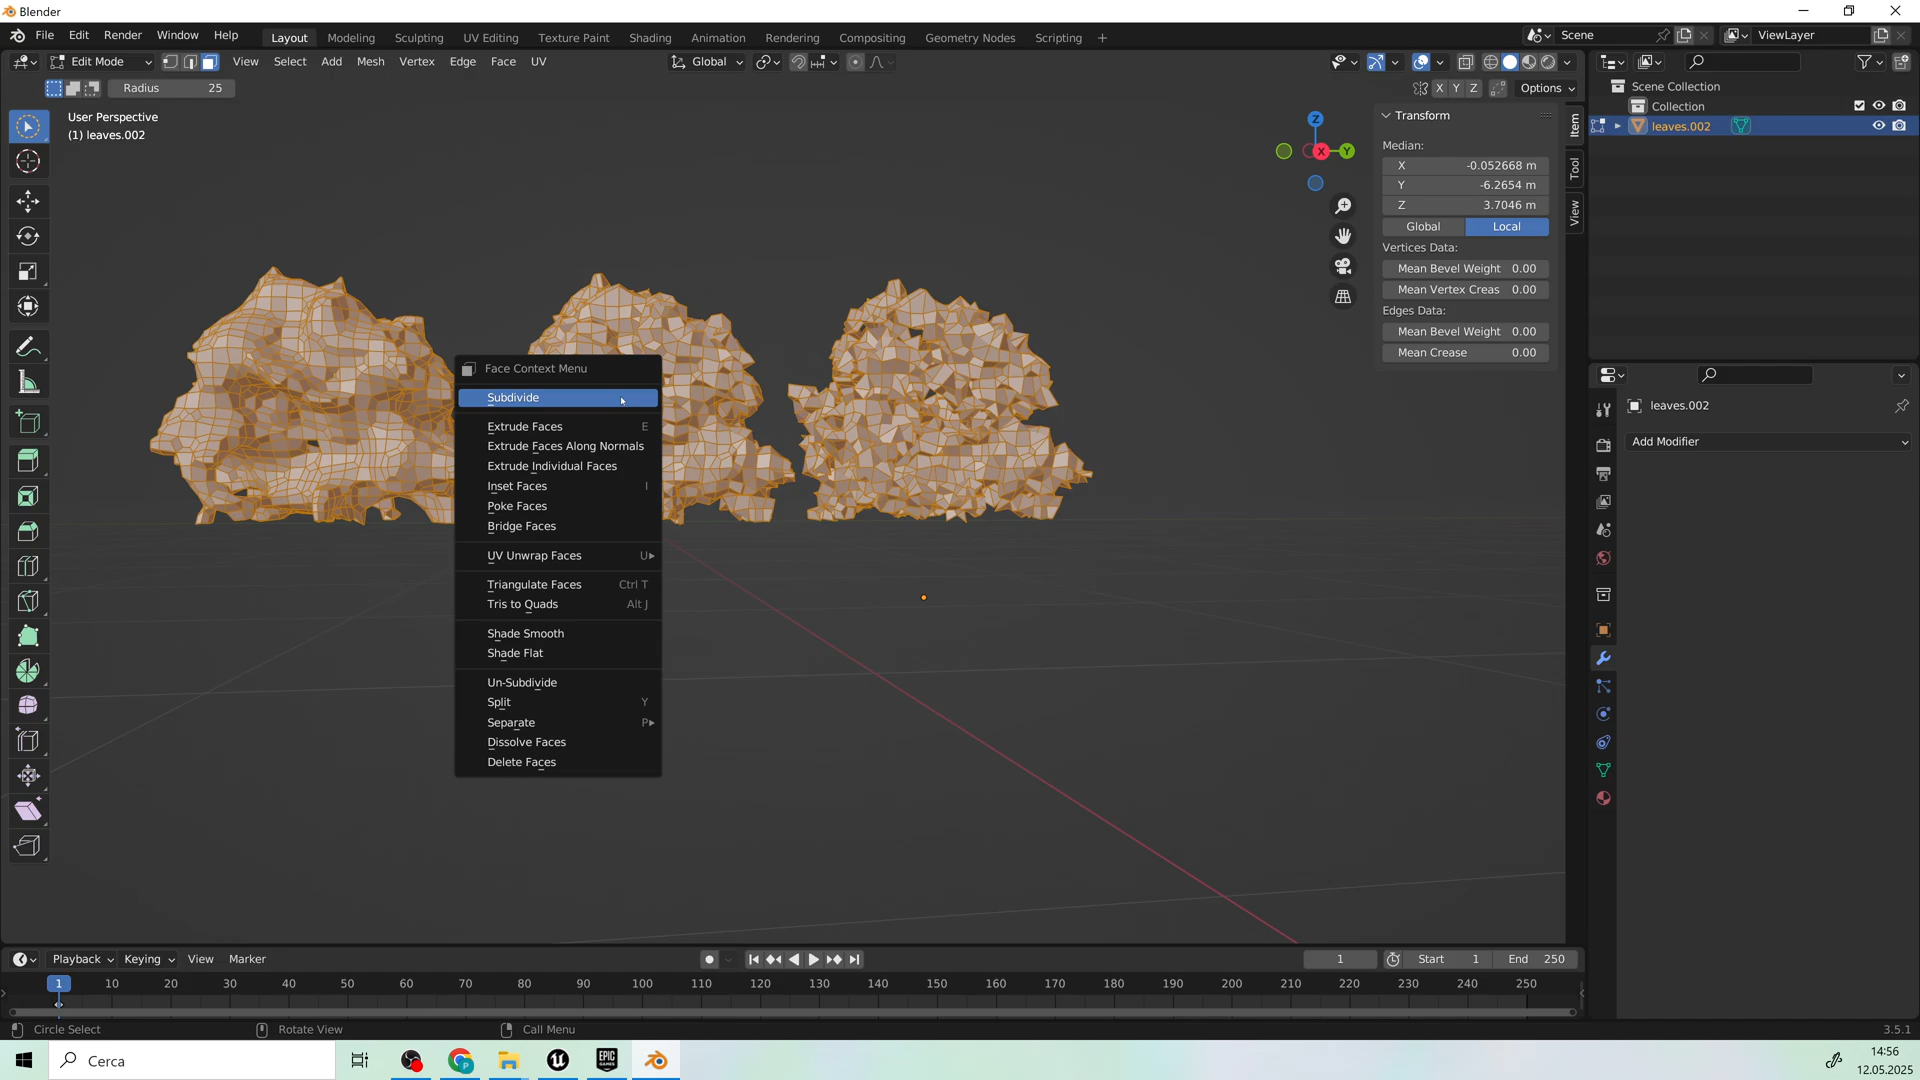 Blender
File Edit Render Window Help Layout Modeling Sculpting UV Editing Texture Paint Shading Animation Rendering Compositing Geometry Nodes Scripting + Scene ViewLayer
Edit Mode View Select Add Mesh Vertex Edge Face UV Global
Radius 25 X Y Z Options
User Perspective
(1) leaves.002
Z
X
Y
Transform
Median:
X -0.052668 m
Y -6.2654 m
Z 3.7046 m
Global Local
Vertices Data:
Mean Bevel Weight 0.00
Mean Vertex Creas 0.00
Edges Data:
Mean Bevel Weight 0.00
Mean Crease 0.00
Item
Tool
View
Scene Collection
Collection
leaves.002
leaves.002
Add Modifier
Face Context Menu
Subdivide
Extrude Faces E
Extrude Faces Along Normals
Extrude Individual Faces
Inset Faces I
Poke Faces
Bridge Faces
UV Unwrap Faces U
Triangulate Faces Ctrl T
Tris to Quads Alt J
Shade Smooth
Shade Flat
Un-Subdivide
Split Y
Separate P
Dissolve Faces
Delete Faces
Playback Keying View Marker 1 Start 1 End 250
1 10 20 30 40 50 60 70 80 90 100 110 120 130 140 150 160 170 180 190 200 210 220 230 240 250
Circle Select Rotate View Call Menu 3.5.1
Cerca
EPIC
GAMES
14:56
12.05.2025